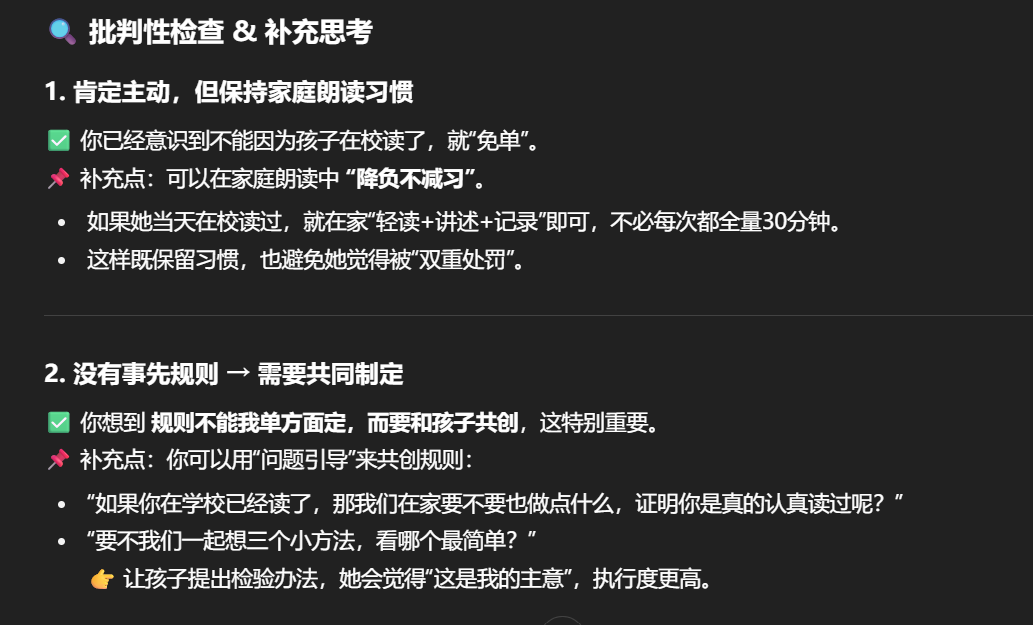 🔍 批判性检查 & 补充思考
1. 肯定主动，但保持家庭朗读习惯
✅ 你已经意识到不能因为孩子在校读了，就“免单”。
📌 补充点：可以在家庭朗读中 “降负不减习”。
• 如果她当天在校读过，就在家“轻读+讲述+记录”即可，不必每次都全量30分钟。
• 这样既保留习惯，也避免她觉得被“双重处罚”。
2. 没有事先规则 → 需要共同制定
✅ 你想到 规则不能我单方面定，而要和孩子共创，这特别重要。
📌 补充点：你可以用“问题引导”来共创规则：
• “如果你在学校已经读了，那我们在家要不要也做点什么，证明你是真的认真读过呢？”
• “要不我们一起想三个小方法，看哪个最简单？”
👉 让孩子提出检验办法，她会觉得“这是我的主意”，执行度更高。